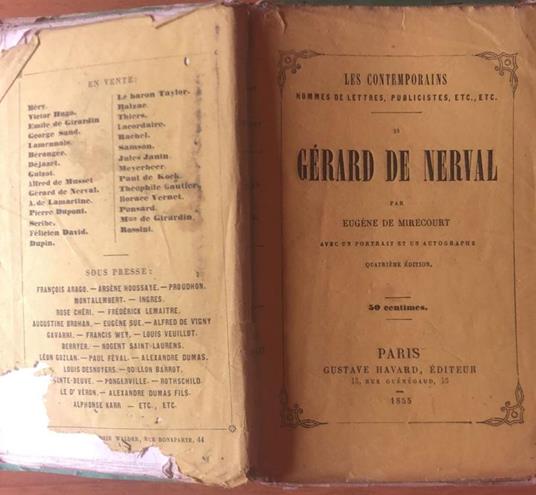 EN VENTE:
Méry.
Victor Hugo.
Emile de Girardin
George Sand.
Lamennais.
Béranger.
Déjazet.
Guizot.
Alfred de Musset
Gérard de Nerval.
A. de Lamartine.
Pierre Dupont.
Scribe.
Félicien David.
Dupin.
Le baron Taylor.
Balzac.
Thiers.
Lacordaire.
Rachel.
Samson.
Jules Janin.
Meyerbeer.
Paul de Kock.
Théophile Gautier.
Horace Vernet.
Ponsard.
Mme de Girardin
Rossini.
SOUS PRESSE:
FRANÇOIS ARAGO. — ARSÈNE HOUSSAYE. — PROUDHON.
MONTALEMBERT. — INGRES.
ROSE CHÉRI. — FRÉDÉRICK LEMAITRE.
AUGUSTINE BROHAN. — EUGÈNE SUE. — ALFRED DE VIGNY
GAVARNI. — FRANCIS WEY. — LOUIS VEUILLOT.
BERRYER. — NOGENT SAINT-LAURENS.
LÉON GOZLAN. — PAUL FÉVAL. — ALEXANDRE DUMAS.
LOUIS DESNOYERS. — ODILLON BARROT.
NTE-BEUVE. — PONGERVILLE. — ROTHSCHILD.
LE Dr VÉRON. — ALEXANDRE DUMAS FILS.
ALPHONSE KARR — ETC., ETC.
WALDER, RUE BONAPARTE, 44
LES CONTEMPORAINS
HOMMES DE LETTRES, PUBLICISTES, ETC., ETC.
GÉRARD DE NERVAL
PAR
EUGÈNE DE MIRECOURT
AVEC UN PORTRAIT ET UN AUTOGRAPHE
QUATRIÈME ÉDITION.
50 centimes.
PARIS
GUSTAVE HAVARD, ÉDITEUR
15, RUE GUÉNÉGAUD, 15
1855